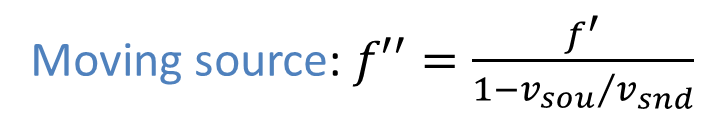 Moving source: f'' = f' / (1−v_sou/v_snd)